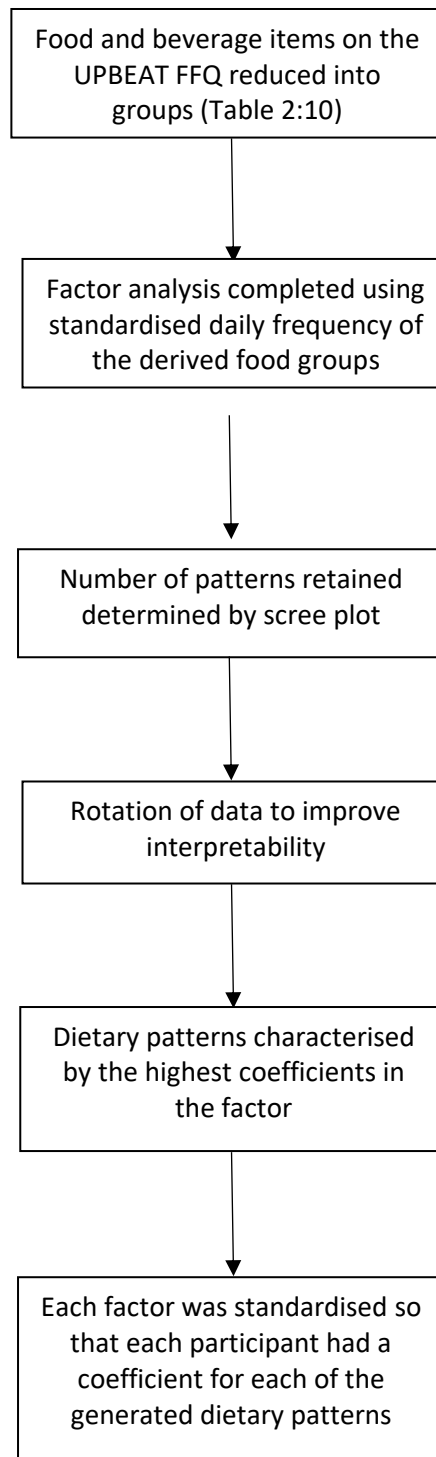 Food and beverage items on the
UPBEAT FFQ reduced into
groups (Table 2:10)
Factor analysis completed using
standardised daily frequency of
the derived food groups
Number of patterns retained
determined by scree plot
Rotation of data to improve
interpretability
Dietary patterns characterised
by the highest coefficients in
the factor
Each factor was standardised so
that each participant had a
coefficient for each of the
generated dietary patterns